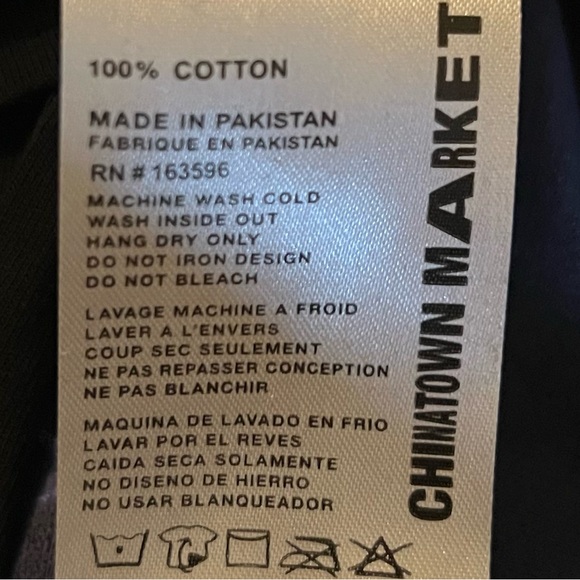 100% COTTON
MADE IN PAKISTAN
FABRIQUE EN PAKISTAN
RN # 163596
MACHINE WASH COLD
WASH INSIDE OUT
HANG DRY ONLY
DO NOT IRON DESIGN
DO NOT BLEACH
LAVAGE MACHINE A FROID
LAVER A L'ENVERS
COUP SEC SEULEMENT
NE PAS REPASSER CONCEPTION
NE PAS BLANCHIR
MAQUINA DE LAVADO EN FRIO
LAVAR POR EL REVES
CAIDA SECA SOLAMENTE
NO DISENO DE HIERRO
NO USAR BLANQUEADOR
CHINATOWN MARKET